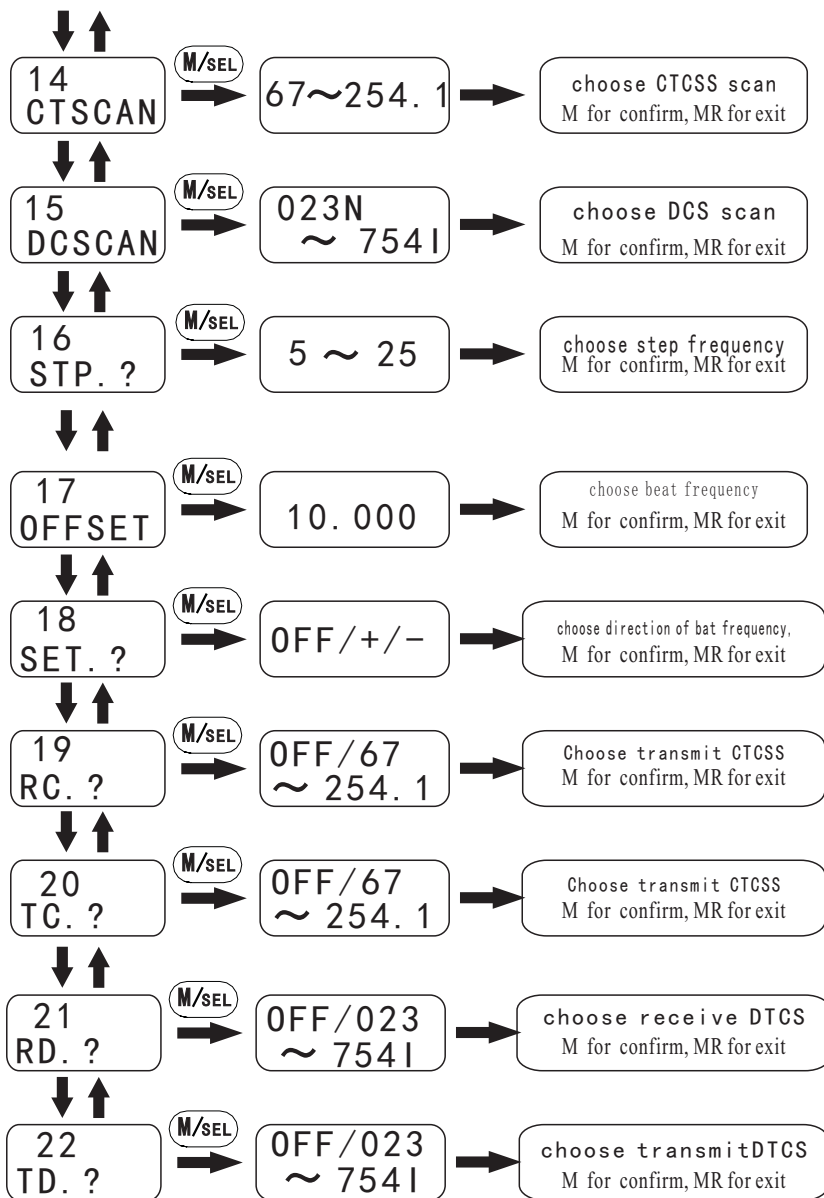 14
CTSCAN
M/SEL
67～254.1
choose CTCSS scan
M for confirm, MR for exit
15
DCSCAN
M/SEL
023N
～ 754I
choose DCS scan
M for confirm, MR for exit
16
STP.?
M/SEL
5 ～ 25
choose step frequency
M for confirm, MR for exit
17
OFFSET
M/SEL
10.000
choose beat frequency
M for confirm, MR for exit
18
SET.?
M/SEL
OFF/+/-
choose direction of bat frequency,
M for confirm, MR for exit
19
RC.?
M/SEL
OFF/67
～ 254.1
Choose transmit CTCSS
M for confirm, MR for exit
20
TC.?
M/SEL
OFF/67
～ 254.1
Choose transmit CTCSS
M for confirm, MR for exit
21
RD.?
M/SEL
OFF/023
～ 754I
choose receive DTCS
M for confirm, MR for exit
22
TD.?
M/SEL
OFF/023
～ 754I
choose transmitDTCS
M for confirm, MR for exit